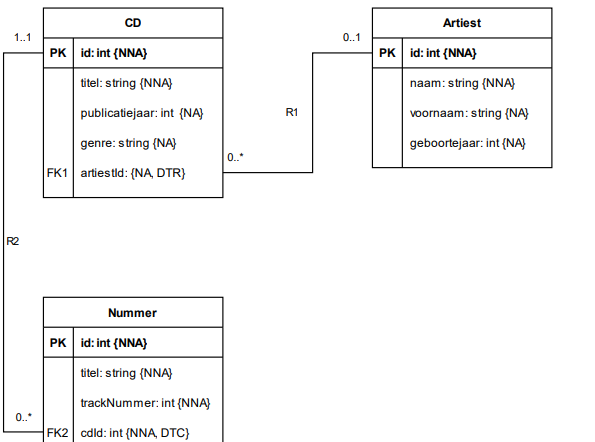 CD
PK id: int {NNA}
titel: string {NNA}
publicatiejaar: int {NA}
genre: string {NA}
FK1 artiestId: {NA, DTR}
1..1
0..*
R1
0..1
Artiest
PK id: int {NNA}
naam: string {NNA}
voornaam: string {NA}
geboortejaar: int {NA}
R2
Nummer
PK id: int {NNA}
titel: string {NNA}
trackNummer: int {NNA}
FK2 cdId: int {NNA, DTC}
0..*